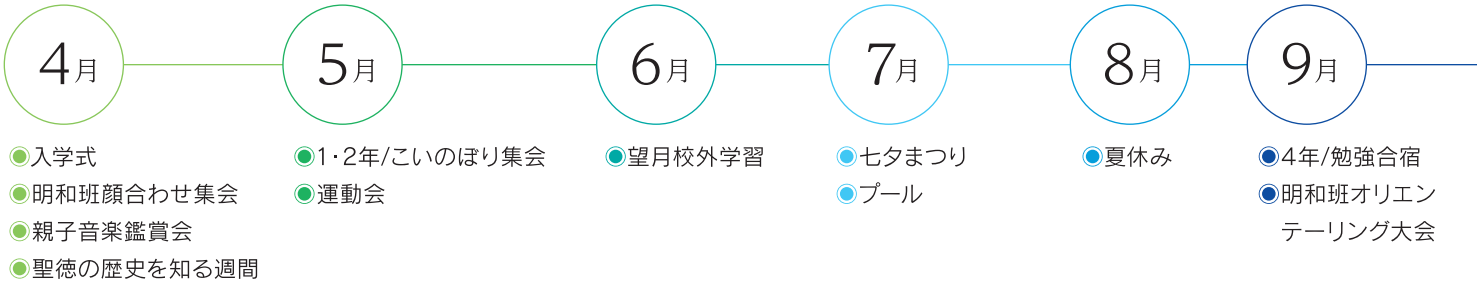 4月
●入学式
●明和班顔合わせ集会
●親子音楽鑑賞会
●聖徳の歴史を知る週間
5月
●1・2年/こいのぼり集会
●運動会
6月
●望月校外学習
7月
●七夕まつり
●プール
8月
●夏休み
9月
●4年/勉強合宿
●明和班オリエン
テーリング大会